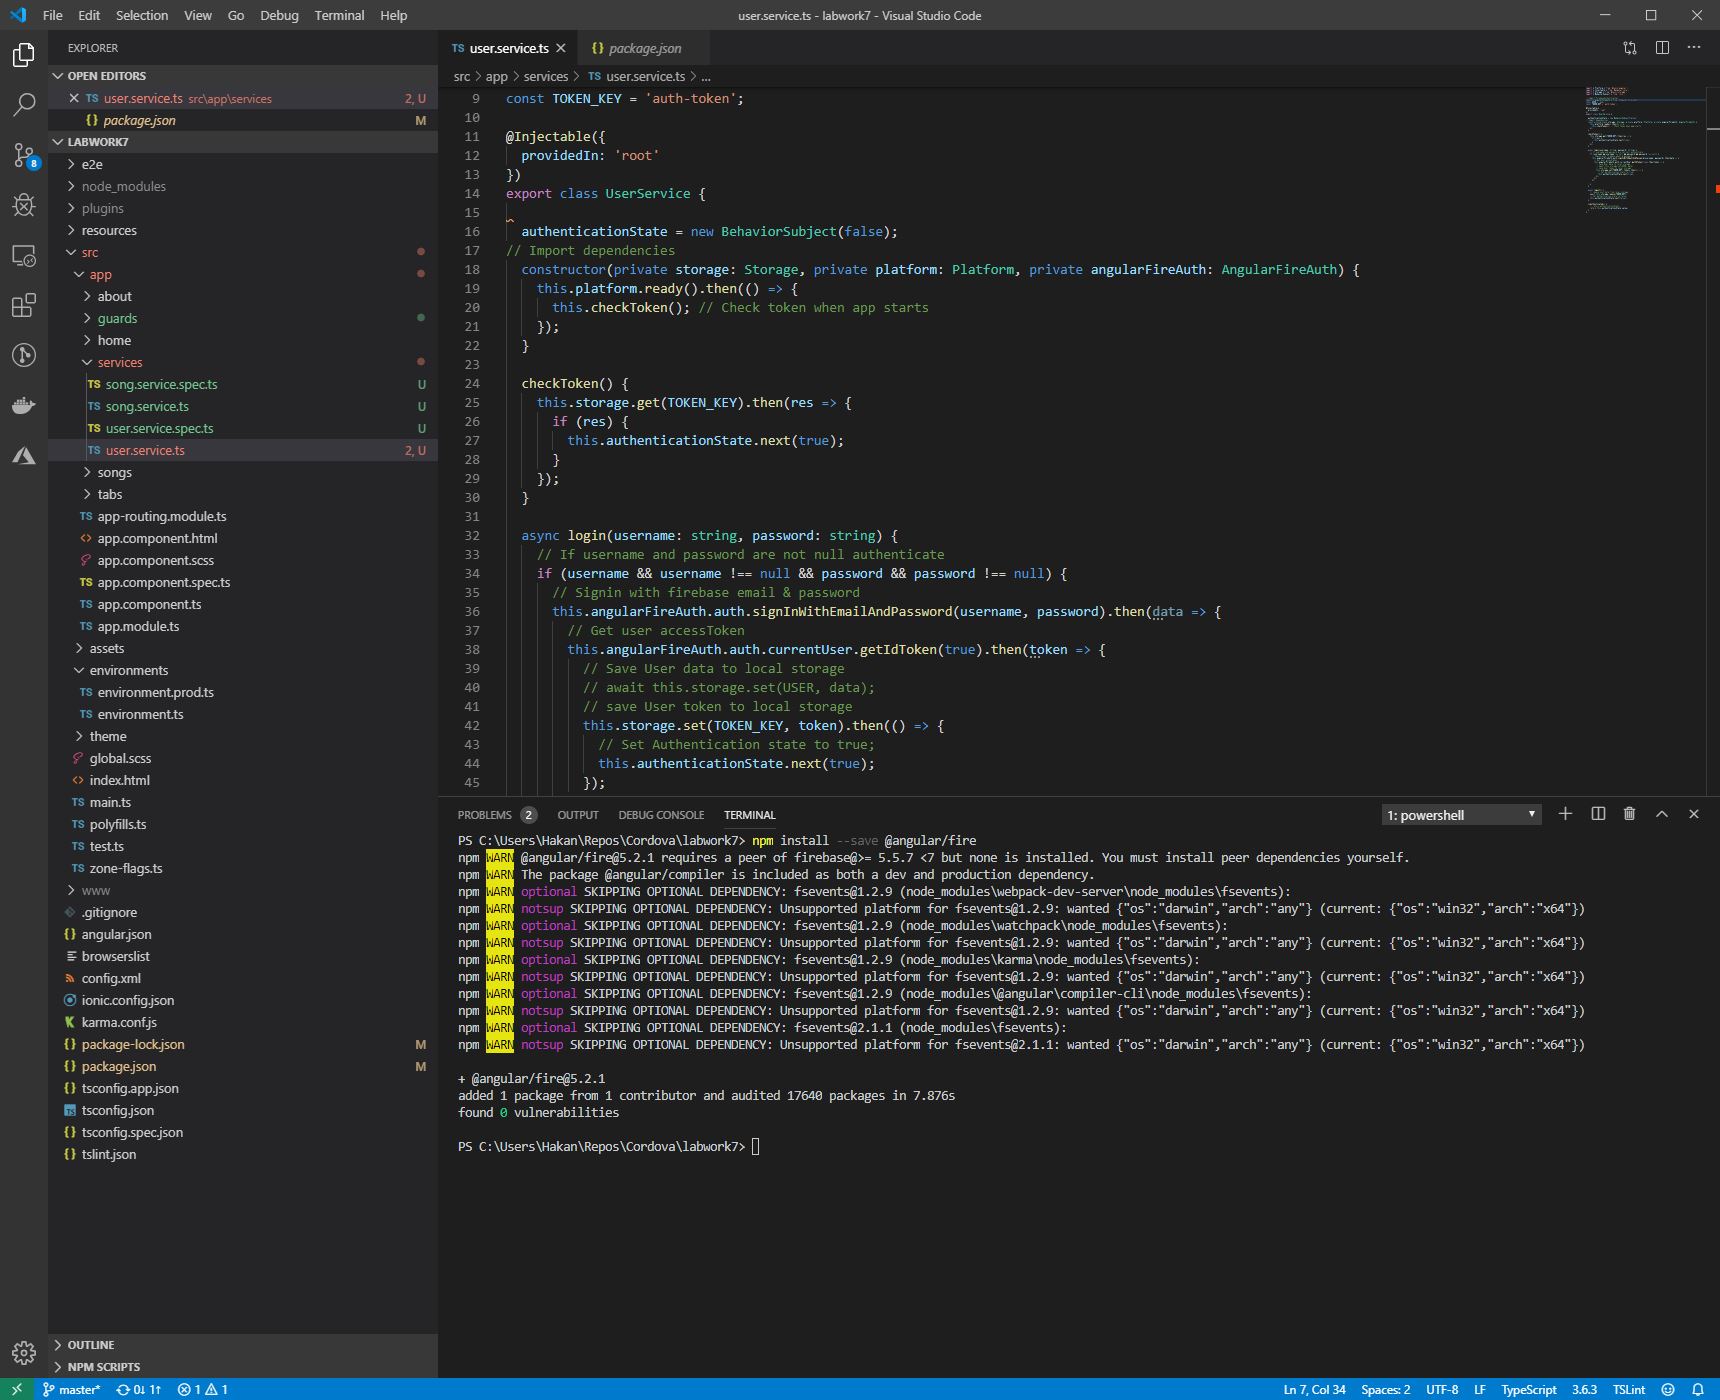 File Edit Selection View Go Debug Terminal Help
user.service.ts - labwork7 - Visual Studio Code
EXPLORER
OPEN EDITORS
TS user.service.ts src\app\services 2, U
{} package.json M
LABWORK7
e2e
node_modules
plugins
resources
src
app
about
guards
home
services
TS song.service.spec.ts U
TS song.service.ts U
TS user.service.spec.ts U
TS user.service.ts 2, U
songs
tabs
TS app-routing.module.ts
<> app.component.html
app.component.scss
TS app.component.spec.ts
TS app.component.ts
TS app.module.ts
assets
environments
TS environment.prod.ts
TS environment.ts
theme
global.scss
<> index.html
TS main.ts
TS polyfills.ts
TS test.ts
TS zone-flags.ts
www
.gitignore
{} angular.json
browserslist
config.xml
ionic.config.json
karma.conf.js
{} package-lock.json M
{} package.json M
{} tsconfig.app.json
tsconfig.json
{} tsconfig.spec.json
{} tslint.json
OUTLINE
NPM SCRIPTS
8
TS user.service.ts
{} package.json
src > app > services > TS user.service.ts > ...
9 const TOKEN_KEY = 'auth-token';
10
11 @Injectable({
12 providedIn: 'root'
13 })
14 export class UserService {
15
16 authenticationState = new BehaviorSubject(false);
17 // Import dependencies
18 constructor(private storage: Storage, private platform: Platform, private angularFireAuth: AngularFireAuth) {
19 this.platform.ready().then(() => {
20 this.checkToken(); // Check token when app starts
21 });
22 }
23
24 checkToken() {
25 this.storage.get(TOKEN_KEY).then(res => {
26 if (res) {
27 this.authenticationState.next(true);
28 }
29 });
30 }
31
32 async login(username: string, password: string) {
33 // If username and password are not null authenticate
34 if (username && username !== null && password && password !== null) {
35 // Signin with firebase email & password
36 this.angularFireAuth.auth.signInWithEmailAndPassword(username, password).then(data => {
37 // Get user accessToken
38 this.angularFireAuth.auth.currentUser.getIdToken(true).then(token => {
39 // Save User data to local storage
40 // await this.storage.set(USER, data);
41 // save User token to local storage
42 this.storage.set(TOKEN_KEY, token).then(() => {
43 // Set Authentication state to true;
44 this.authenticationState.next(true);
45 });
PROBLEMS 2 OUTPUT DEBUG CONSOLE TERMINAL
1: powershell
PS C:\Users\Hakan\Repos\Cordova\labwork7> npm install --save @angular/fire
npm WARN @angular/fire@5.2.1 requires a peer of firebase@>= 5.5.7 <7 but none is installed. You must install peer dependencies yourself.
npm WARN The package @angular/compiler is included as both a dev and production dependency.
npm WARN optional SKIPPING OPTIONAL DEPENDENCY: fsevents@1.2.9 (node_modules\webpack-dev-server\node_modules\fsevents):
npm WARN notsup SKIPPING OPTIONAL DEPENDENCY: Unsupported platform for fsevents@1.2.9: wanted {"os":"darwin","arch":"any"} (current: {"os":"win32","arch":"x64"})
npm WARN optional SKIPPING OPTIONAL DEPENDENCY: fsevents@1.2.9 (node_modules\watchpack\node_modules\fsevents):
npm WARN notsup SKIPPING OPTIONAL DEPENDENCY: Unsupported platform for fsevents@1.2.9: wanted {"os":"darwin","arch":"any"} (current: {"os":"win32","arch":"x64"})
npm WARN optional SKIPPING OPTIONAL DEPENDENCY: fsevents@1.2.9 (node_modules\karma\node_modules\fsevents):
npm WARN notsup SKIPPING OPTIONAL DEPENDENCY: Unsupported platform for fsevents@1.2.9: wanted {"os":"darwin","arch":"any"} (current: {"os":"win32","arch":"x64"})
npm WARN optional SKIPPING OPTIONAL DEPENDENCY: fsevents@1.2.9 (node_modules\@angular\compiler-cli\node_modules\fsevents):
npm WARN notsup SKIPPING OPTIONAL DEPENDENCY: Unsupported platform for fsevents@1.2.9: wanted {"os":"darwin","arch":"any"} (current: {"os":"win32","arch":"x64"})
npm WARN optional SKIPPING OPTIONAL DEPENDENCY: fsevents@2.1.1 (node_modules\fsevents):
npm WARN notsup SKIPPING OPTIONAL DEPENDENCY: Unsupported platform for fsevents@2.1.1: wanted {"os":"darwin","arch":"any"} (current: {"os":"win32","arch":"x64"})
+ @angular/fire@5.2.1
added 1 package from 1 contributor and audited 17640 packages in 7.876s
found 0 vulnerabilities
PS C:\Users\Hakan\Repos\Cordova\labwork7>
master* 0↓ 1↑ 1 1
Ln 7, Col 34 Spaces: 2 UTF-8 LF TypeScript 3.6.3 TSLint